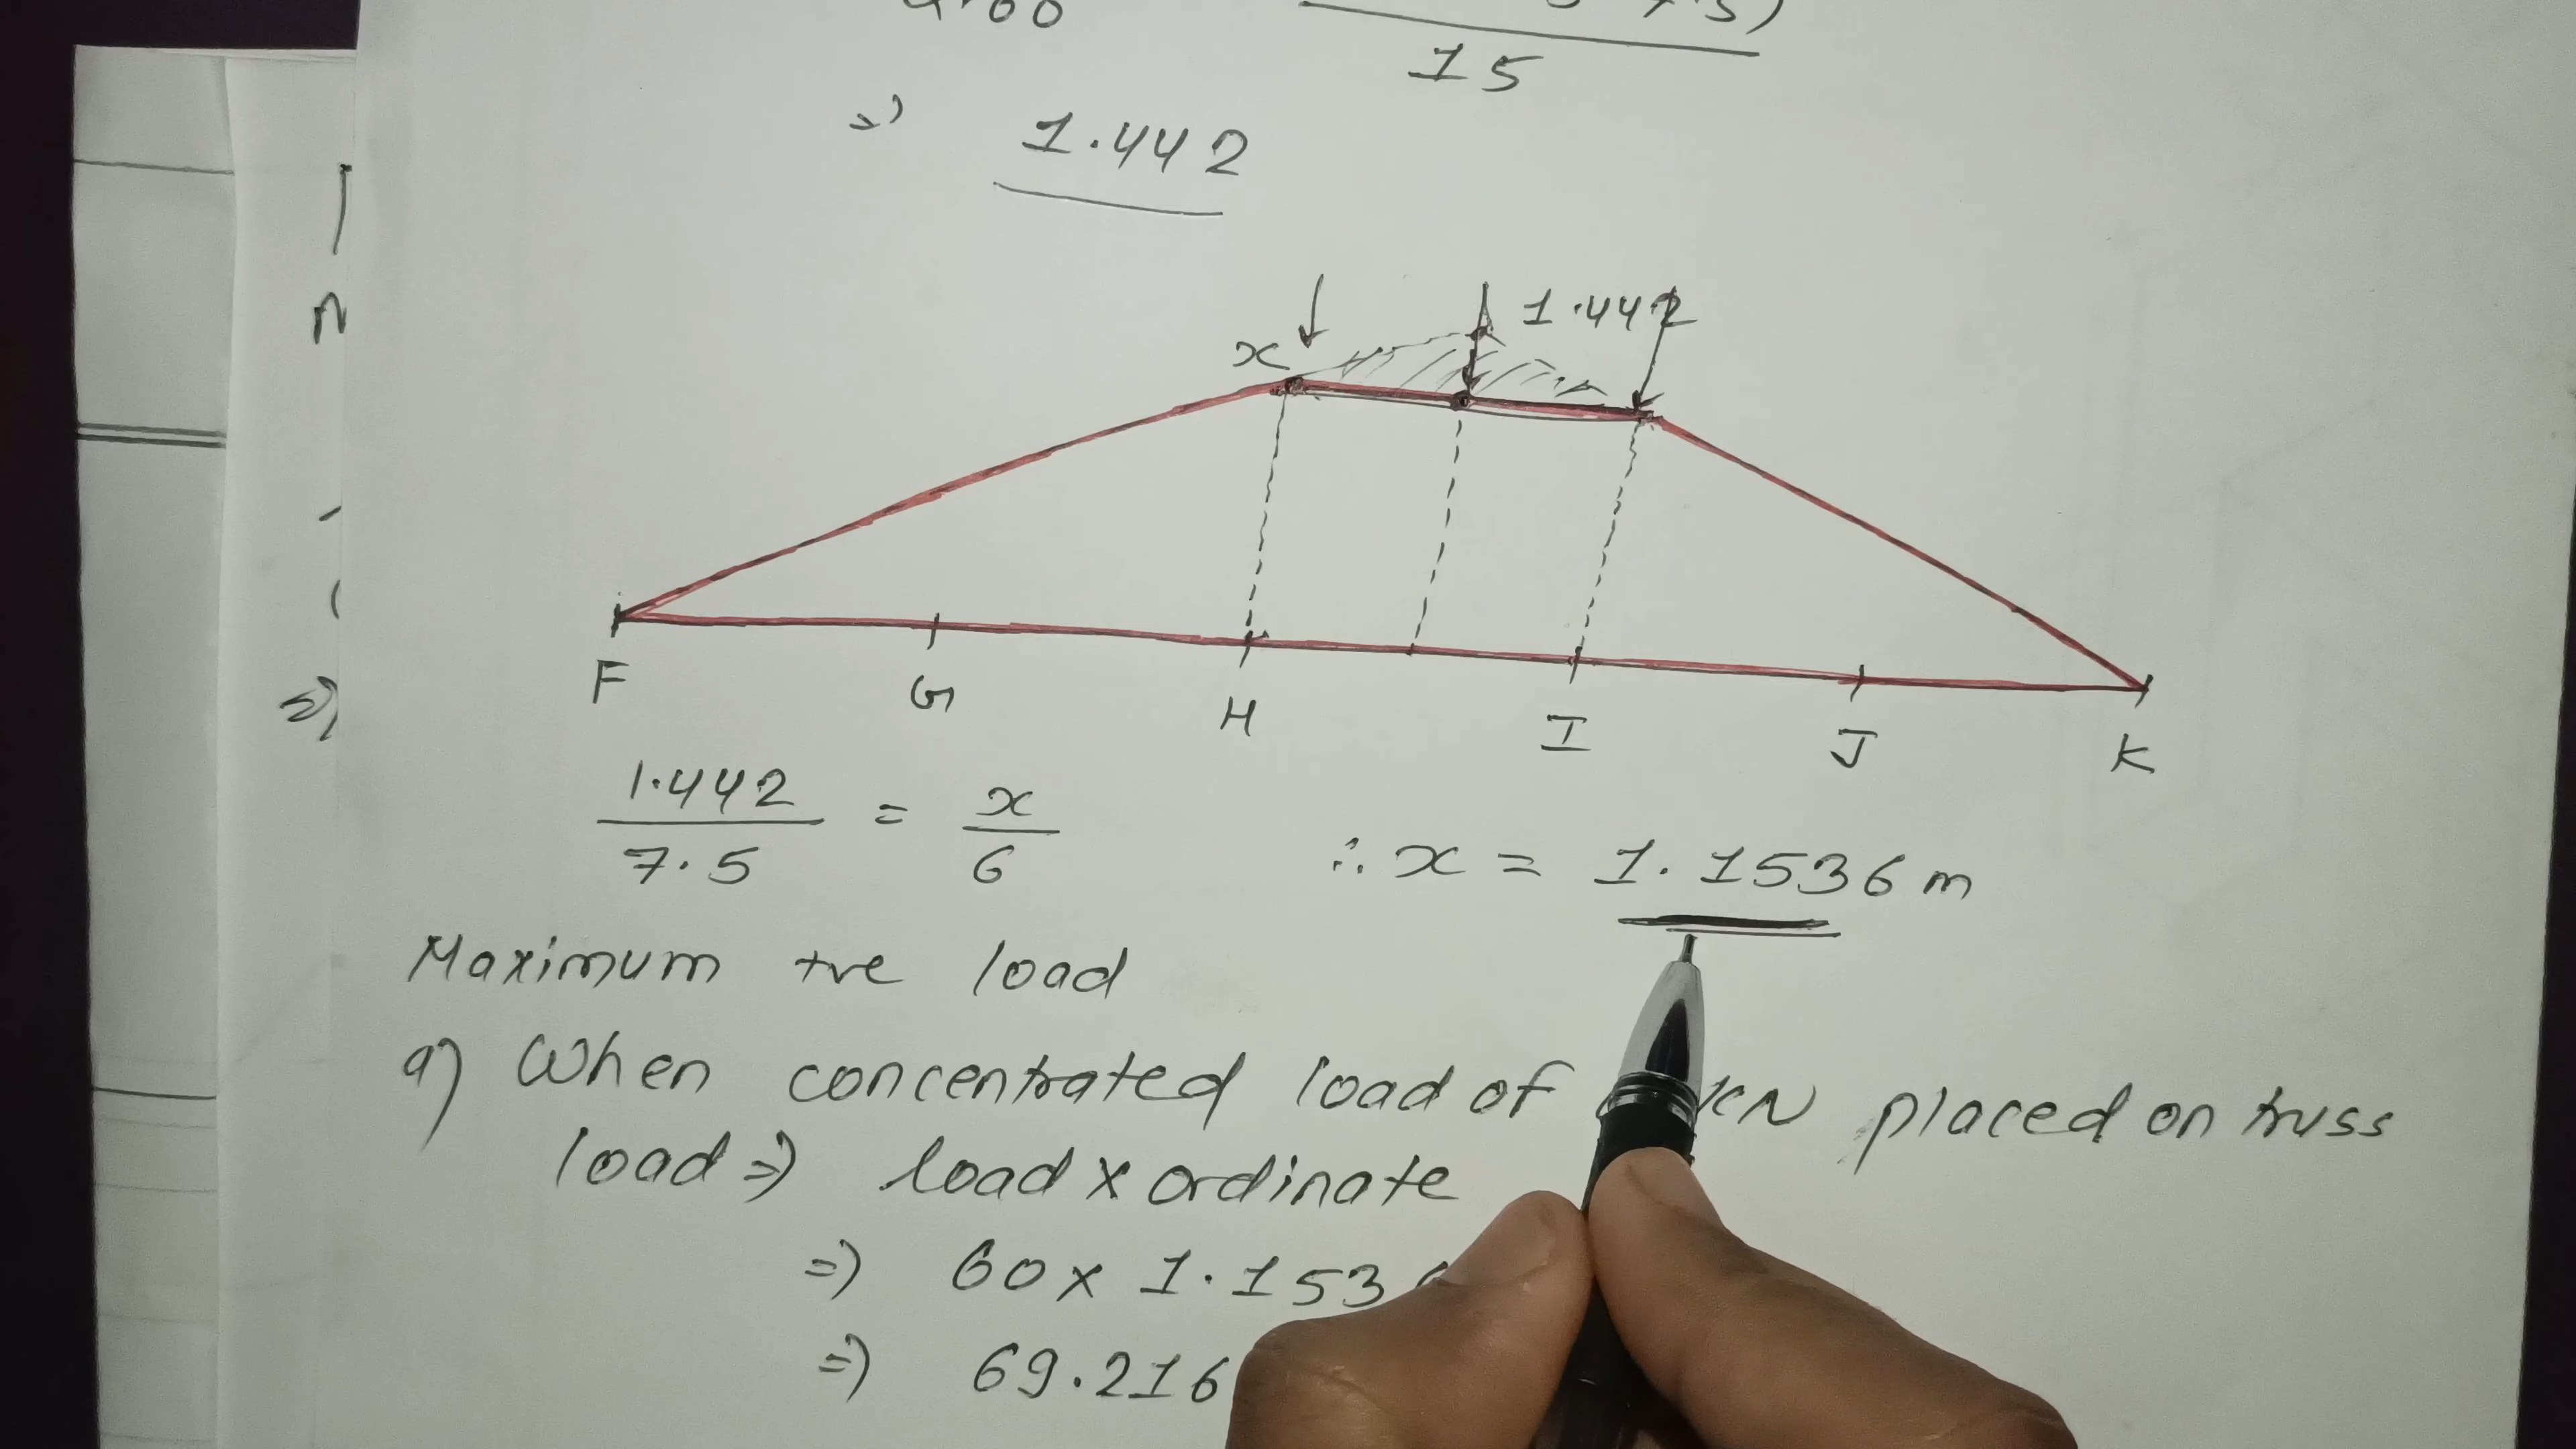 15
=> 1.442
1.442
x
F G H I J K
1.442 / 7.5 = x / 6 ∴ x = 1.1536 m
Maximum +ve load
a) When concentrated load of KN placed on truss
load => load x ordinate
=> 60 x 1.153
=> 69.216